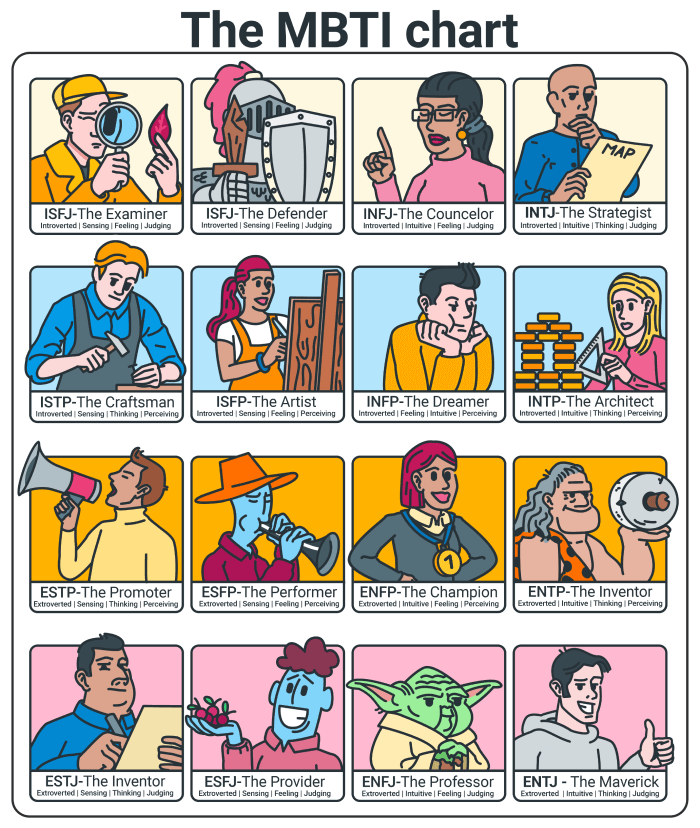 The MBTI chart
ISFJ-The Examiner
Introverted | Sensing | Feeling | Judging
ISFJ-The Defender
Introverted | Sensing | Feeling | Judging
INFJ-The Councelor
Introverted | Intuitive | Feeling | Judging
MAP
INTJ-The Strategist
Introverted | Intuitive | Thinking | Judging
ISTP-The Craftsman
Introverted | Sensing | Thinking | Perceiving
ISFP-The Artist
Introverted | Sensing | Feeling | Perceiving
INFP-The Dreamer
Introverted | Feeling | Intuitive | Perceiving
INTP-The Architect
Introverted | Intuitive | Thinking | Perceiving
ESTP-The Promoter
Extroverted | Sensing | Thinking | Perceiving
ESFP-The Performer
Extroverted | Sensing | Feeling | Perceiving
1
ENFP-The Champion
Extroverted | Intuitive | Feeling | Perceiving
ENTP-The Inventor
Extroverted | Intuitive | Thinking | Perceiving
ESTJ-The Inventor
Extroverted | Sensing | Thinking | Judging
ESFJ-The Provider
Extroverted | Sensing | Feeling | Judging
ENFJ-The Professor
Extroverted | Intuitive | Feeling | Judging
ENTJ - The Maverick
Extroverted | Intuitive | Thinking | Judging